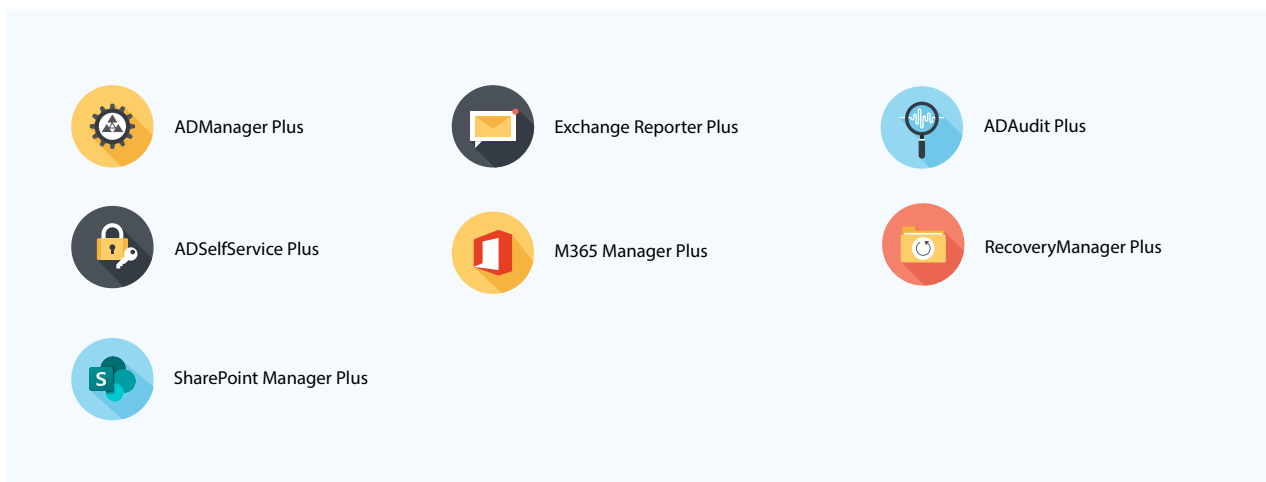 ADManager Plus
Exchange Reporter Plus
ADAudit Plus
ADSelfService Plus
M365 Manager Plus
RecoveryManager Plus
S
SharePoint Manager Plus